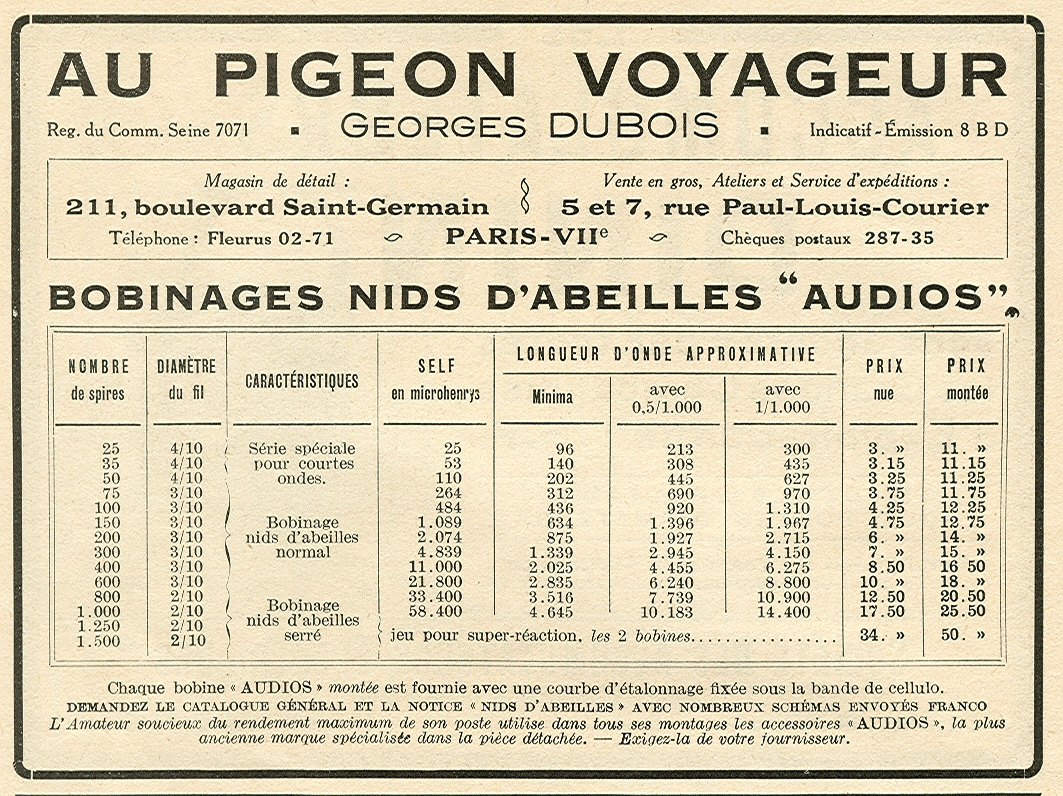 AU PIGEON VOYAGEUR
Reg. du Comm. Seine 7071 ▪ GEORGES DUBOIS ▪ Indicatif-Émission 8 B D
Magasin de détail : Vente en gros, Ateliers et Service d'expéditions :
211, boulevard Saint-Germain 5 et 7, rue Paul-Louis-Courier
Téléphone : Fleurus 02-71 PARIS-VIIe Chèques postaux 287-35
BOBINAGES NIDS D'ABEILLES "AUDIOS"
NOMBRE de spires | DIAMÈTRE du fil | CARACTÉRISTIQUES | SELF en microhenrys | LONGUEUR D'ONDE APPROXIMATIVE | PRIX nue | PRIX montée
Minima | avec 0,5/1.000 | avec 1/1.000
25 4/10 Série spéciale 25 96 213 300 3. » 11. »
35 4/10 pour courtes 53 140 308 435 3.15 11.15
50 4/10 ondes. 110 202 445 627 3.25 11.25
75 3/10 264 312 690 970 3.75 11.75
100 3/10 484 436 920 1.310 4.25 12.25
150 3/10 Bobinage 1.089 634 1.396 1.967 4.75 12.75
200 3/10 nids d'abeilles 2.074 875 1.927 2.715 6. » 14. »
300 3/10 normal 4.839 1.339 2.945 4.150 7. » 15. »
400 3/10 11.000 2.025 4.455 6.275 8.50 16 50
600 3/10 21.800 2.835 6.240 8.800 10. » 18. »
800 2/10 33.400 3.516 7.739 10.900 12.50 20.50
1.000 2/10 Bobinage 58.400 4.645 10.183 14.400 17.50 25.50
1.250 2/10 nids d'abeilles
1.500 2/10 serré jeu pour super-réaction, les 2 bobines................ 34. » 50. »
Chaque bobine « AUDIOS » montée est fournie avec une courbe d'étalonnage fixée sous la bande de cellulo.
DEMANDEZ LE CATALOGUE GÉNÉRAL ET LA NOTICE « NIDS D'ABEILLES » AVEC NOMBREUX SCHÉMAS ENVOYÉS FRANCO
L'Amateur soucieux du rendement maximum de son poste utilise dans tous ses montages les accessoires « AUDIOS », la plus
ancienne marque spécialisée dans la pièce détachée. — Exigez-la de votre fournisseur.